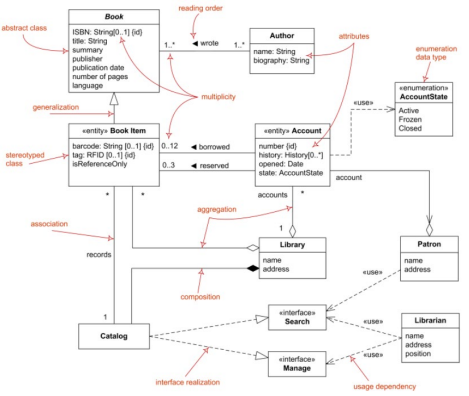 reading order
Book
abstract class
ISBN: String[0..1] {id}
title: String
summary
publisher
publication date
number of pages
language
1..*
◄ wrote
1..*
Author
name: String
biography: String
attributes
enumeration
data type
«enumeration»
AccountState
Active
Frozen
Closed
generalization
multiplicity
«use»
«entity» Book Item
barcode: String [0..1] {id}
tag: RFID [0..1] {id}
isReferenceOnly
0..12
◄ borrowed
0..3
◄ reserved
«entity» Account
number {id}
history: History[0..*]
opened: Date
state: AccountState
stereotyped
class
account
*
*
accounts
*
aggregation
association
1
Library
name
address
Patron
name
address
records
composition
«use»
1
Catalog
«interface»
Search
«use»
Librarian
name
address
position
«interface»
Manage
«use»
interface realization
usage dependency